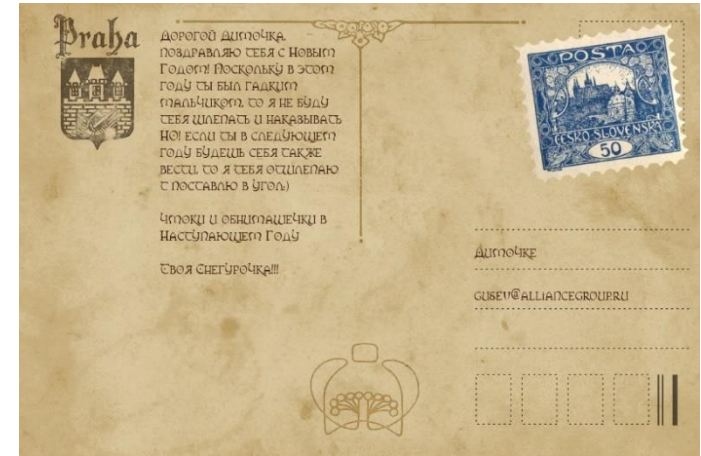 Praha
Дорогой Димочка,
поздравляю тебя с Новым
Годом! Поскольку в этом
году ты был гадким
мальчиком, то я не буду
тебя шлепать и наказывать
НО! если ты в следующем
году будешь себя также
вести, то я тебя отшлепаю
т поставлю в угол:)
Чмоки и обнимашечки в
Наступающем Году
Твоя Снегурочка!!!
POSTA
ČESKO-SLOVENSKÁ
50
Димочке
gusev@alliancegroup.ru